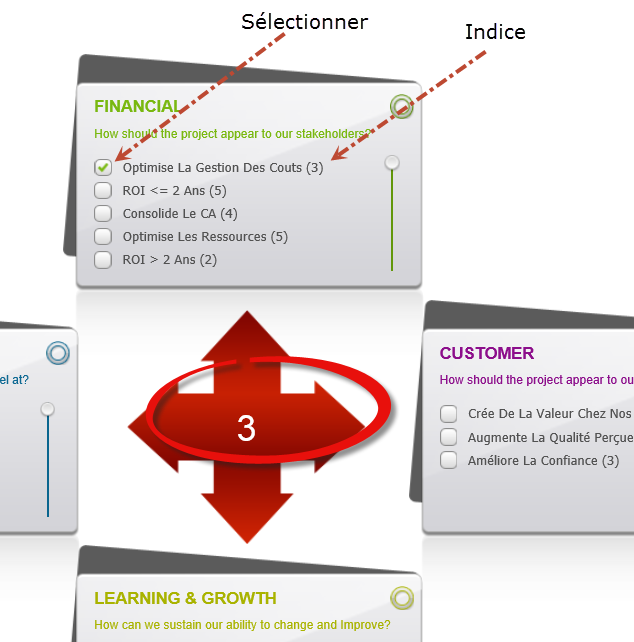 Sélectionner
Indice
FINANCIAL
How should the project appear to our stakeholders?
Optimise La Gestion Des Couts (3)
ROI <= 2 Ans (5)
Consolide Le CA (4)
Optimise Les Ressources (5)
ROI > 2 Ans (2)
el at?
3
CUSTOMER
How should the project appear to ou
Crée De La Valeur Chez Nos
Augmente La Qualité Perçue
Améliore La Confiance (3)
LEARNING & GROWTH
How can we sustain our ability to change and Improve?